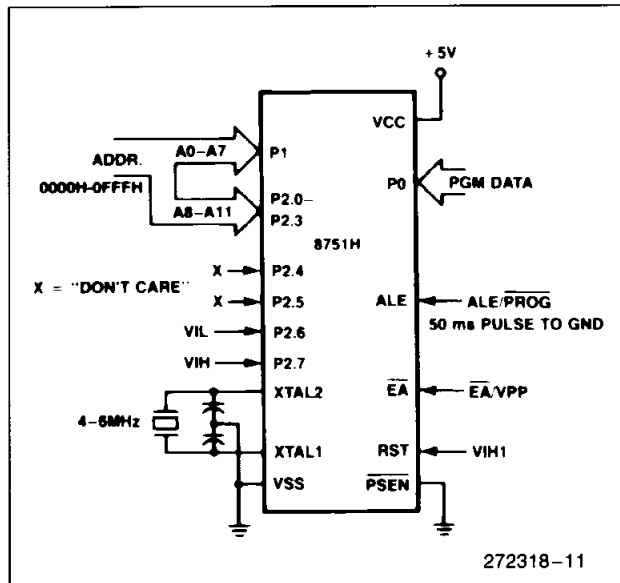 + 5V
VCC
A0–A7
P1
ADDR.
0000H-0FFFH
P0
PGM DATA
P2.0–
P2.3
A8–A11
8751H
X
P2.4
X = "DON'T CARE"
X
P2.5
ALE
ALE/PROG
50 ms PULSE TO GND
VIL
P2.6
VIH
P2.7
XTAL2
EA
EA/VPP
4–6MHz
XTAL1
RST
VIH1
VSS
PSEN
272318–11